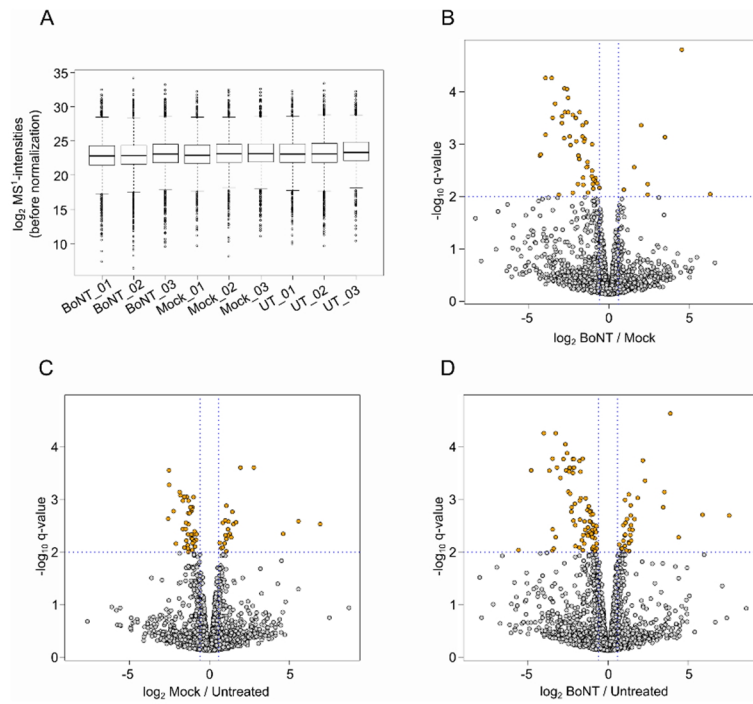 A
log₂ MS¹-intensities
(before normalization)
35
30
25
20
15
10
BoNT_01
BoNT_02
BoNT_03
Mock_01
Mock_02
Mock_03
UT_01
UT_02
UT_03
B
-log₁₀ q-value
4
3
2
1
0
-5
0
5
log₂ BoNT / Mock
C
-log₁₀ q-value
4
3
2
1
0
-5
0
5
log₂ Mock / Untreated
D
-log₁₀ q-value
4
3
2
1
0
-5
0
5
log₂ BoNT / Untreated